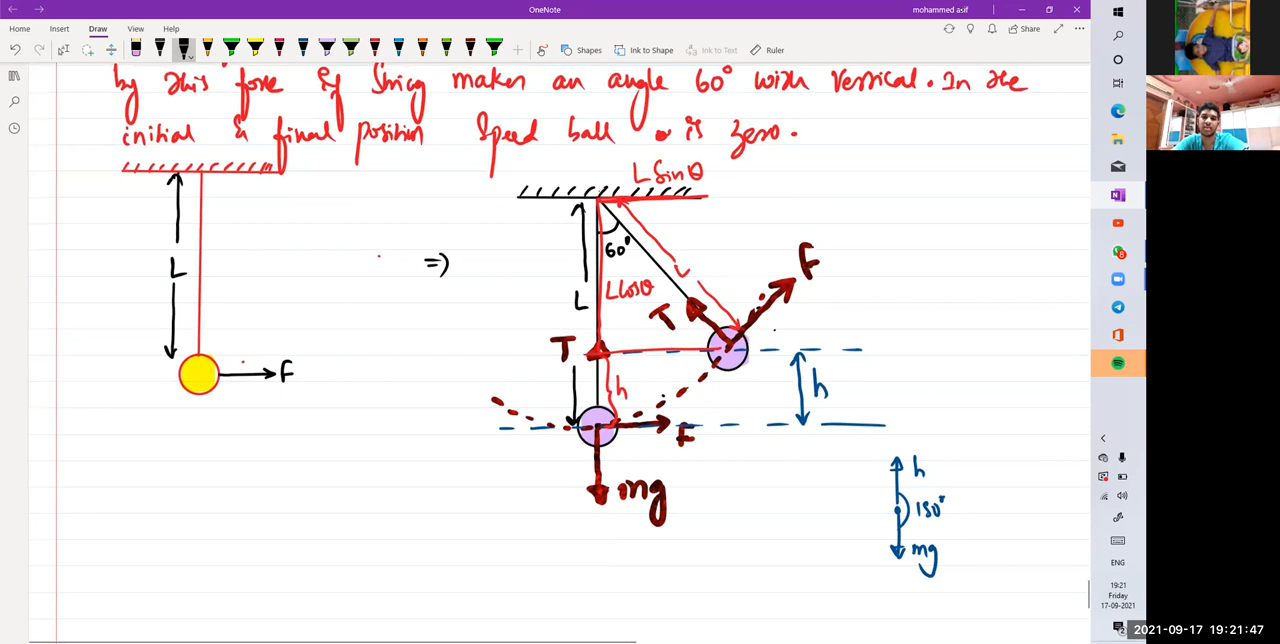 OneNote
mohammed asif
Home Insert Draw View Help
Shapes Ink to Shape Ink to Text Ruler Share
by this force if string makes an angle 60° with vertical. In the
initial & final position speed ball is zero.
L Sinθ
60°
L
L
L
=)
F
Lcosθ
T
T
F
h
h
F
mg
h
180°
mg
ENG
19:21
Friday
17-09-2021
2021-09-17 19:21:47